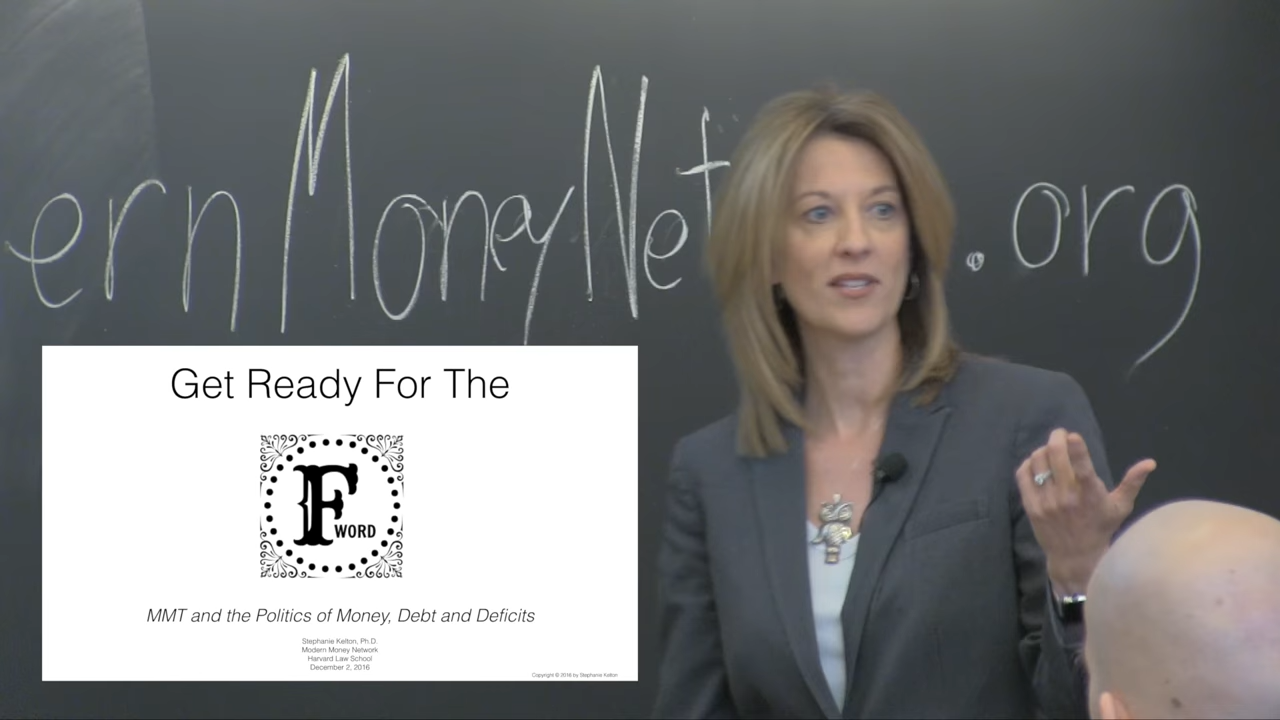 ernMoneyNet .org
Get Ready For The
F
WORD
MMT and the Politics of Money, Debt and Deficits
Stephanie Kelton, Ph.D.
Modern Money Network
Harvard Law School
December 2, 2016
Copyright © 2016 by Stephanie Kelton